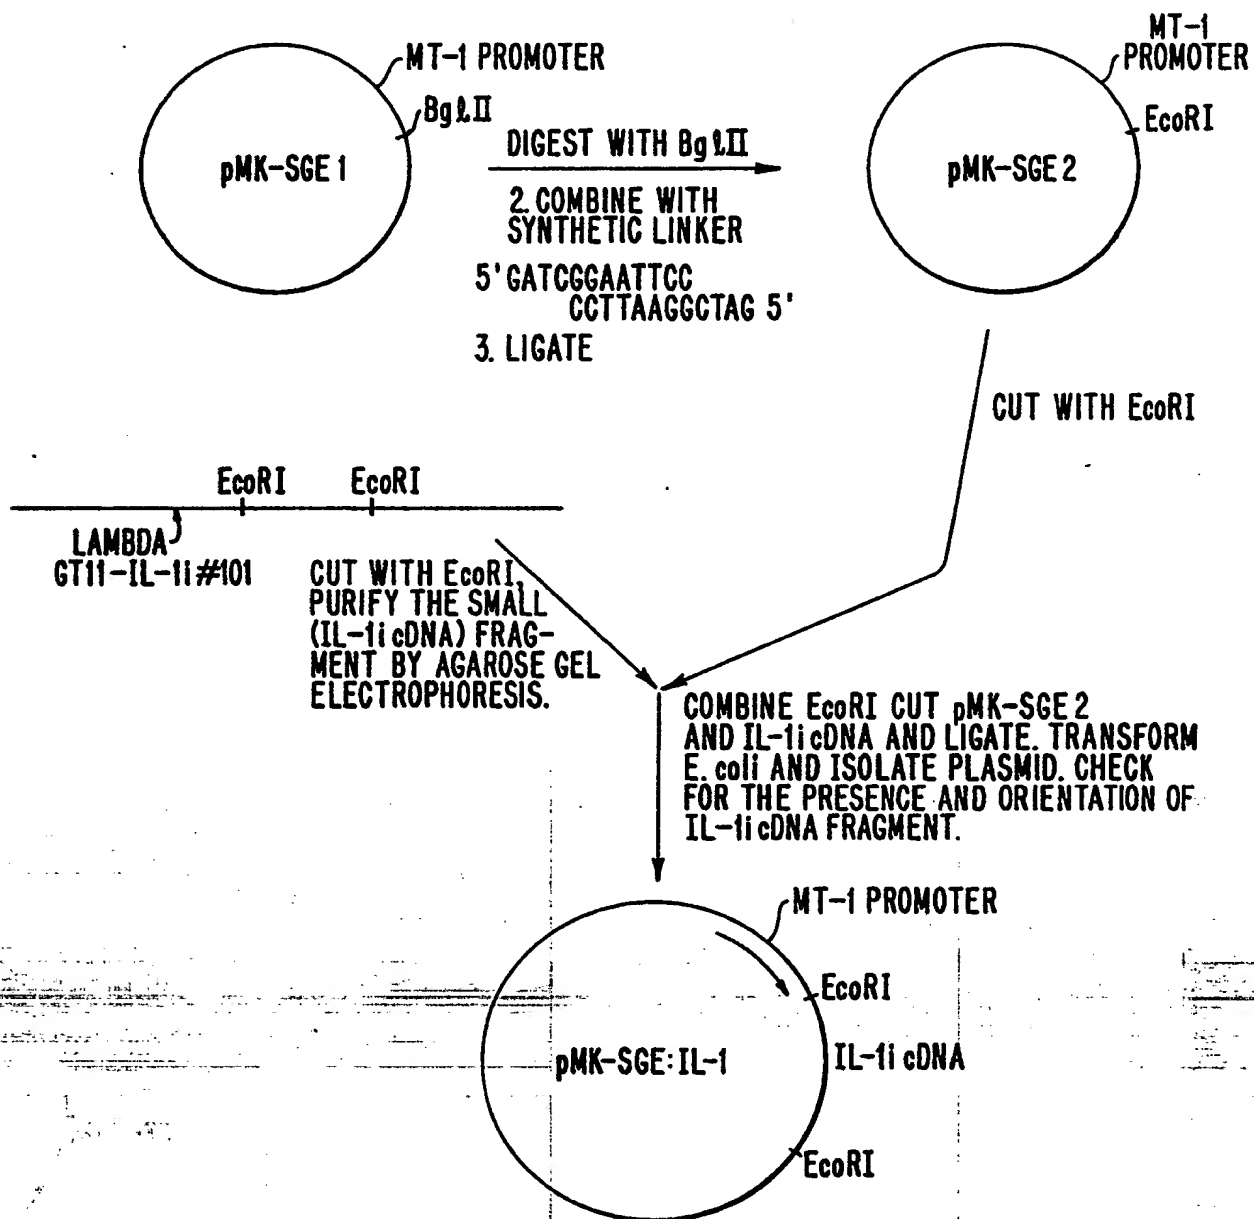 MT-1 PROMOTER
BglII
pMK-SGE 1
DIGEST WITH BglII
2. COMBINE WITH
SYNTHETIC LINKER
5' GATCGGAATTCC
CCTTAAGGCTAG 5'
3. LIGATE
MT-1
PROMOTER
EcoRI
pMK-SGE 2
CUT WITH EcoRI
EcoRI
EcoRI
LAMBDA
GT11-IL-1i#101
CUT WITH EcoRI,
PURIFY THE SMALL
(IL-1i cDNA) FRAG-
MENT BY AGAROSE GEL
ELECTROPHORESIS.
COMBINE EcoRI CUT pMK-SGE 2
AND IL-1i cDNA AND LIGATE. TRANSFORM
E. coli AND ISOLATE PLASMID. CHECK
FOR THE PRESENCE AND ORIENTATION OF
IL-1i cDNA FRAGMENT.
MT-1 PROMOTER
EcoRI
pMK-SGE:IL-1
IL-1i cDNA
EcoRI